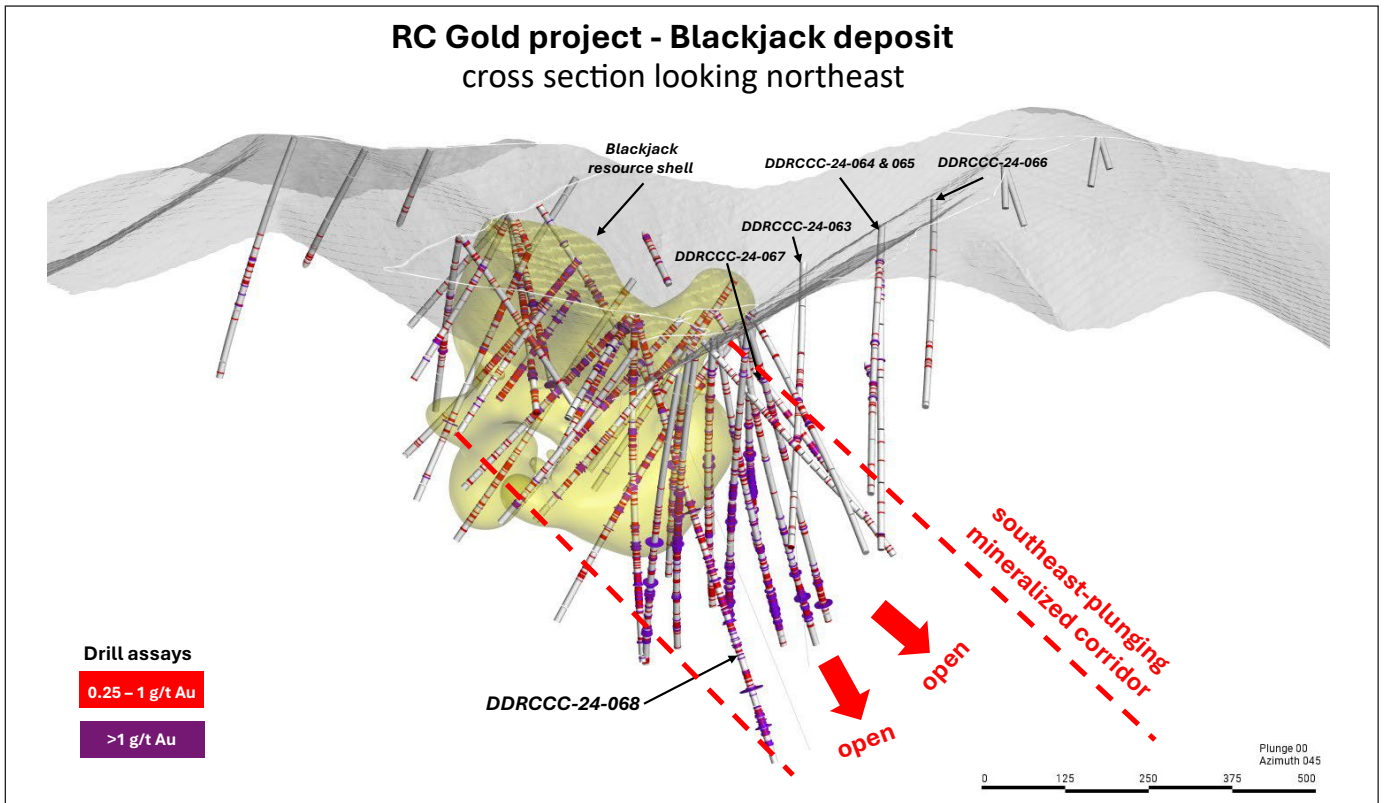 RC Gold project - Blackjack deposit
cross section looking northeast
Blackjack
resource shell
DDRCCC-24-064 & 065
DDRCCC-24-066
DDRCCC-24-063
DDRCCC-24-067
southeast-plunging
mineralized corridor
open
open
DDRCCC-24-068
Drill assays
0.25 – 1 g/t Au
>1 g/t Au
Plunge 00
Azimuth 045
0 125 250 375 500